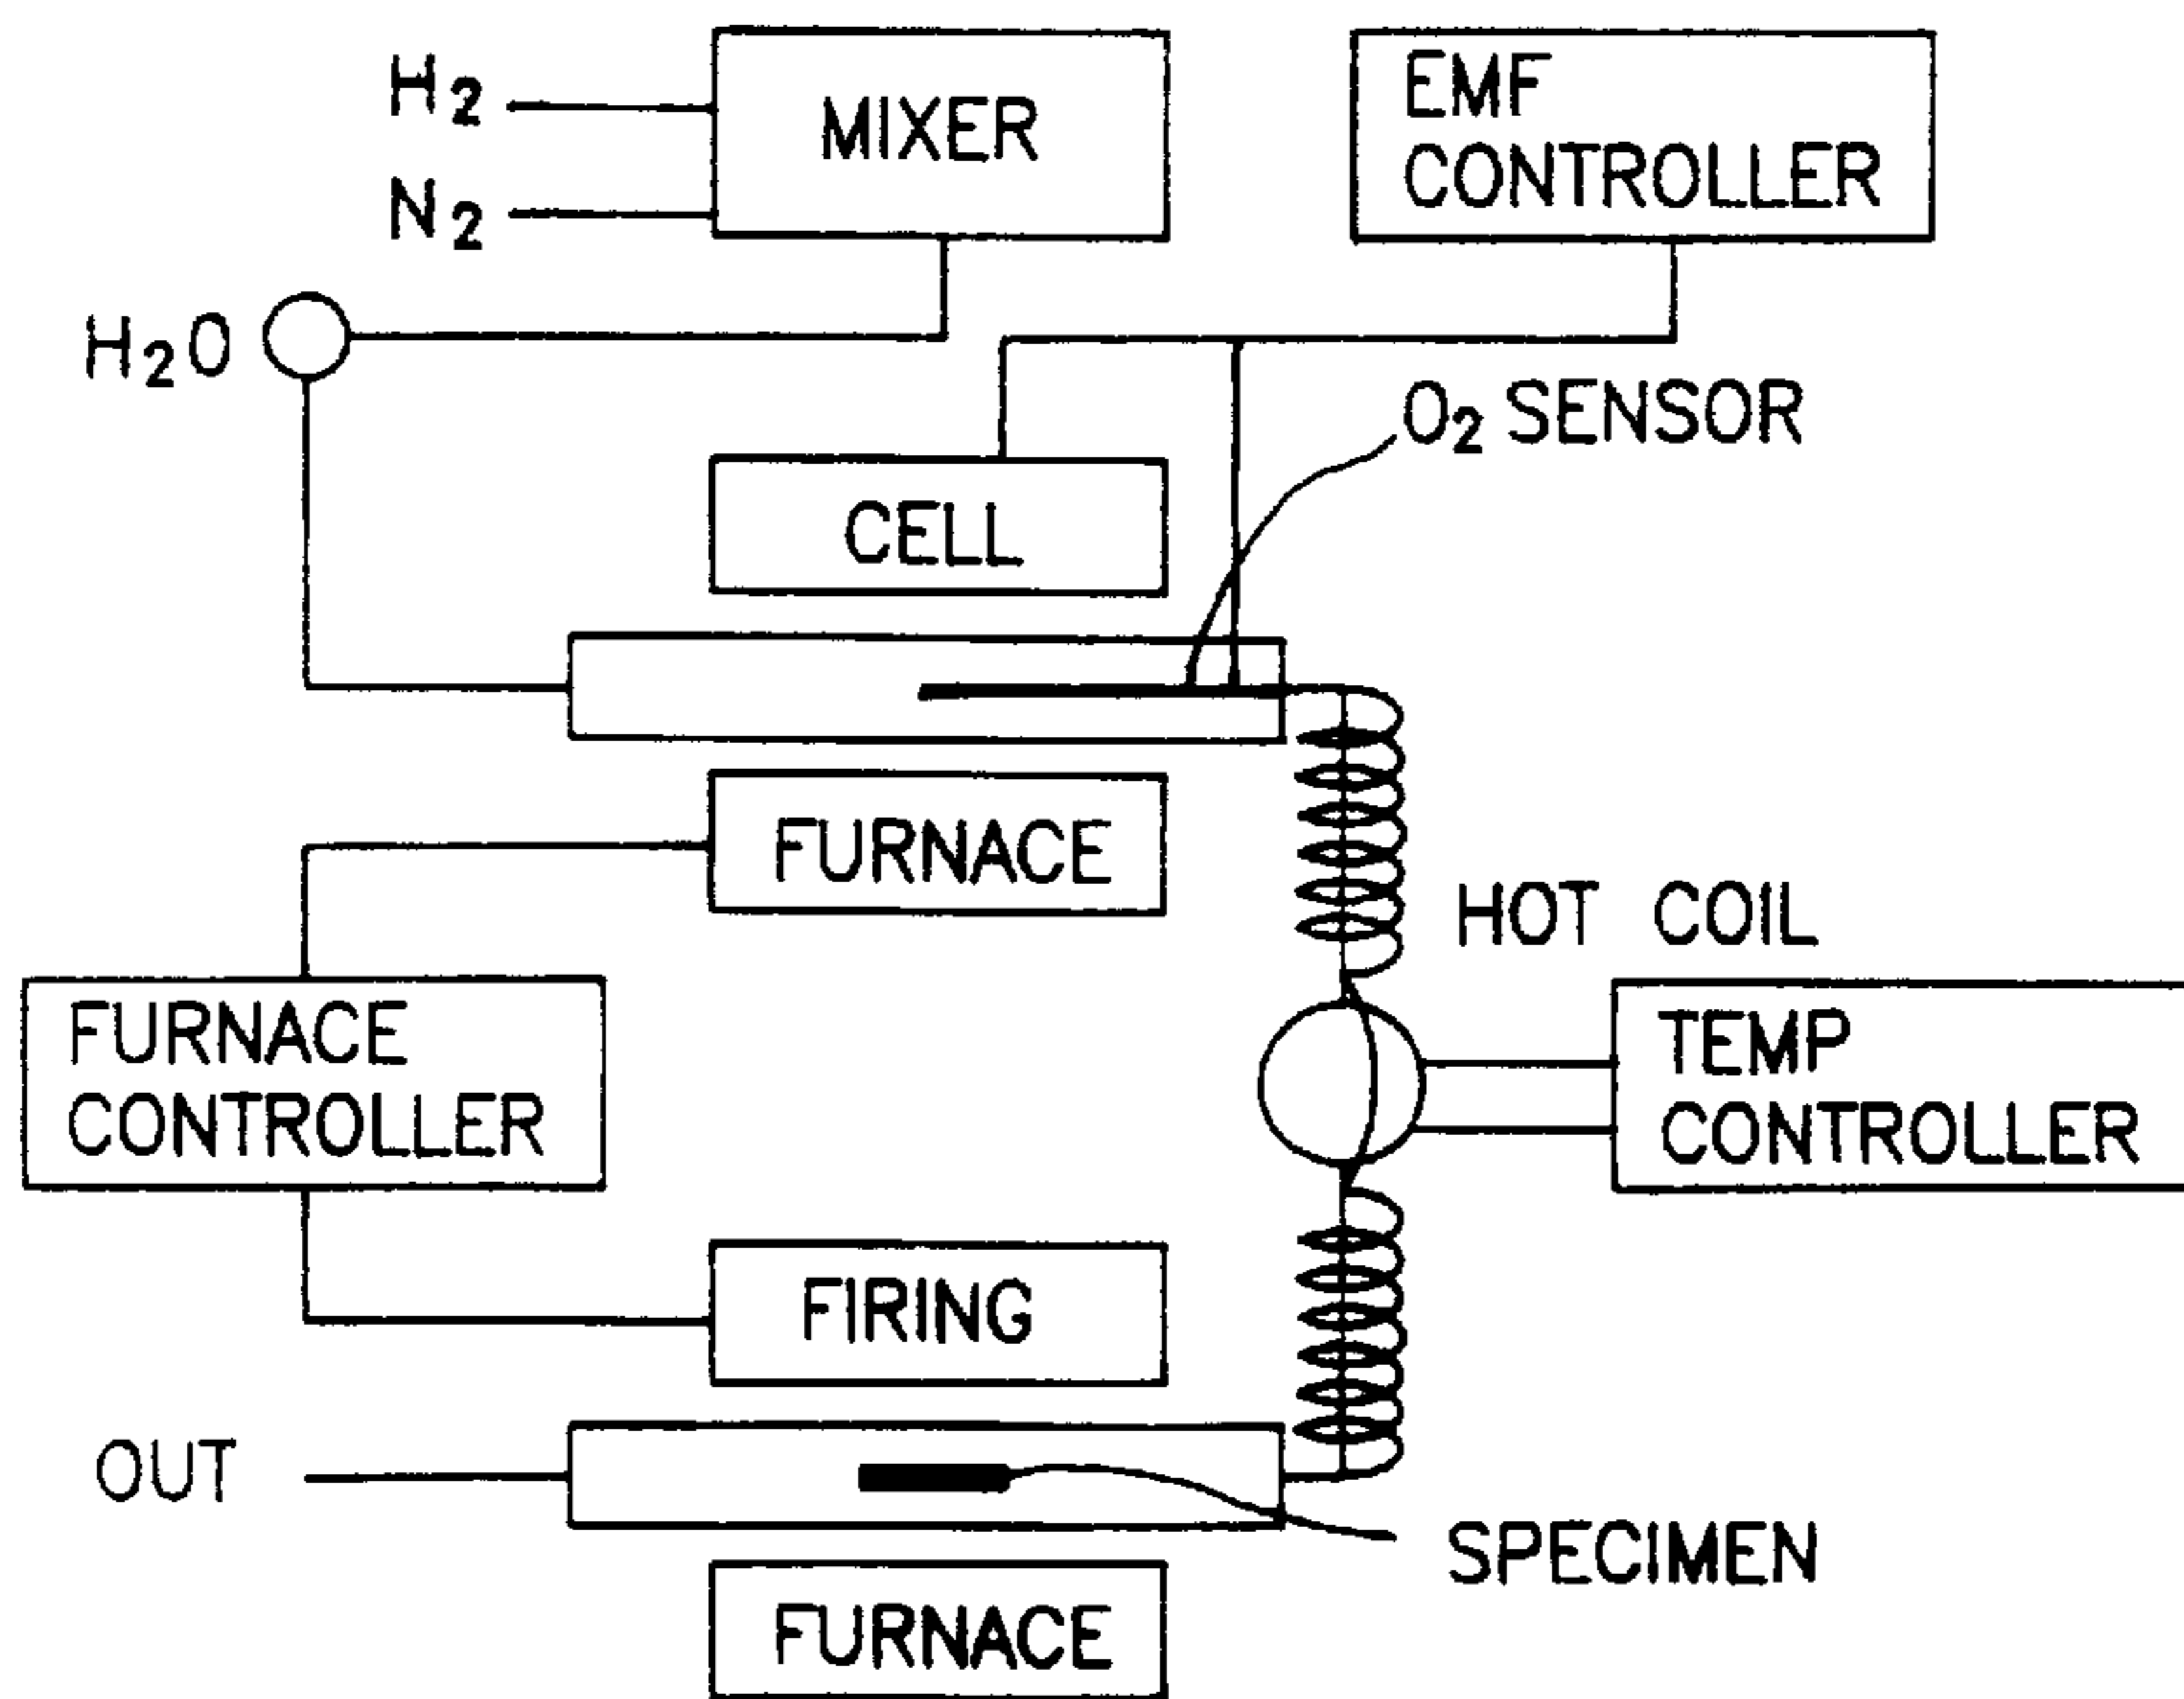 H₂
N₂
MIXER
EMF
CONTROLLER
H₂O
O₂ SENSOR
CELL
FURNACE
HOT COIL
FURNACE
CONTROLLER
TEMP
CONTROLLER
FIRING
OUT
SPECIMEN
FURNACE